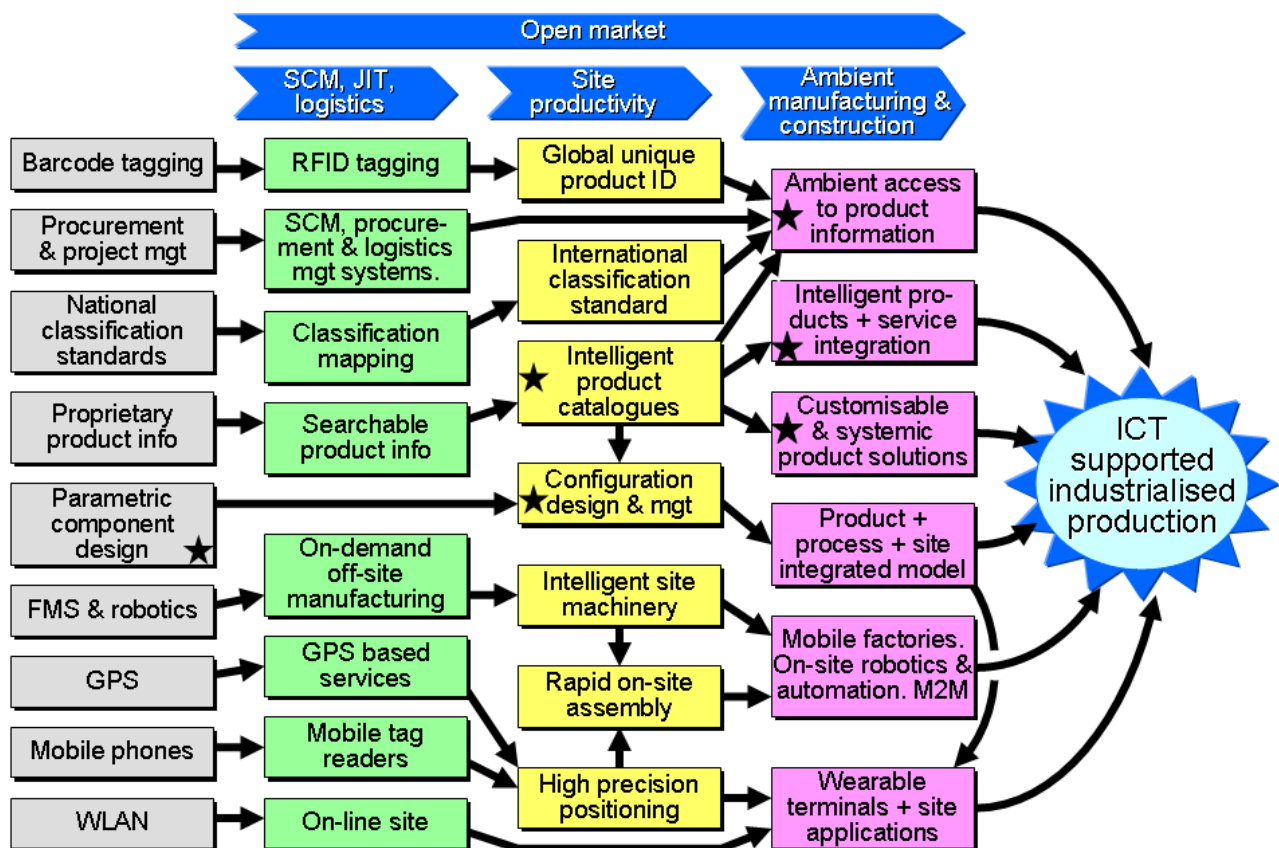 Open market
SCM, JIT,
logistics
Site
productivity
Ambient
manufacturing &
construction
Barcode tagging
RFID tagging
Global unique
product ID
Ambient access
to product
information
Procurement
& project mgt
SCM, procure-
ment & logistics
mgt systems.
International
classification
standard
National
classification
standards
Classification
mapping
Intelligent pro-
ducts + service
integration
Proprietary
product info
Searchable
product info
Intelligent
product
catalogues
Customisable
& systemic
product solutions
ICT
supported
industrialised
production
Parametric
component
design
Configuration
design & mgt
Product +
process + site
integrated model
FMS & robotics
On-demand
off-site
manufacturing
Intelligent site
machinery
Mobile factories.
On-site robotics &
automation. M2M
GPS
GPS based
services
Rapid on-site
assembly
Mobile phones
Mobile tag
readers
High precision
positioning
Wearable
terminals + site
applications
WLAN
On-line site